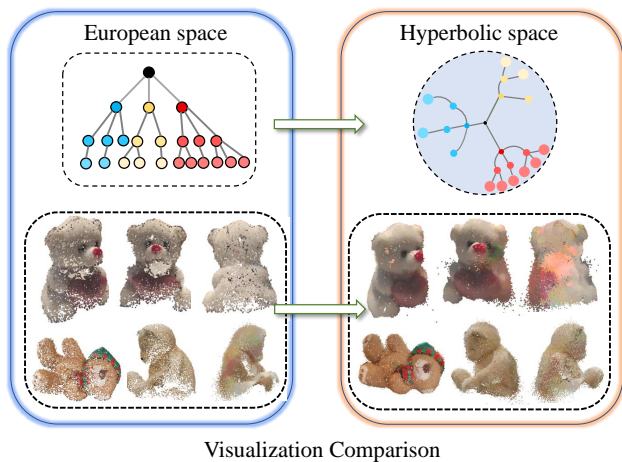 European space
Hyperbolic space
Visualization Comparison